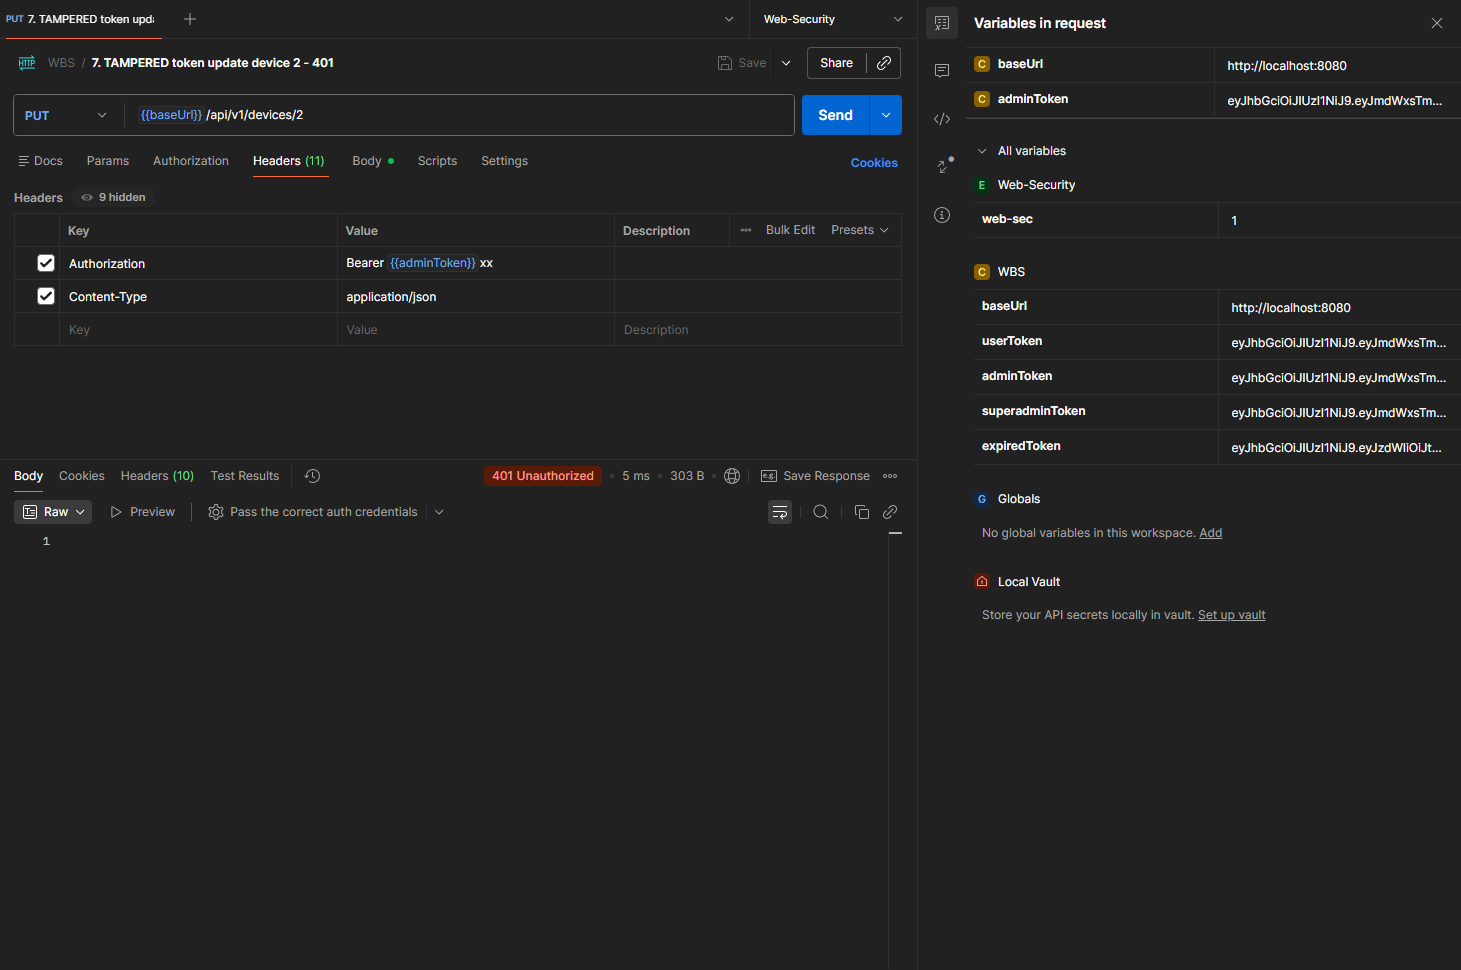 PUT 7. TAMPERED token upda
Web-Security
HTTP WBS / 7. TAMPERED token update device 2 - 401
Save
Share
PUT {{baseUrl}} /api/v1/devices/2
Send
Docs Params Authorization Headers (11) Body Scripts Settings Cookies
Headers 9 hidden
Key Value Description Bulk Edit Presets
Authorization Bearer {{adminToken}} xx
Content-Type application/json
Key Value Description
Body Cookies Headers (10) Test Results 401 Unauthorized 5 ms 303 B e.g. Save Response
Raw Preview Pass the correct auth credentials
1
Variables in request
C baseUrl http://localhost:8080
C adminToken eyJhbGciOiJIUzI1NiJ9.eyJmdWxsTm...
All variables
E Web-Security
web-sec 1
C WBS
baseUrl http://localhost:8080
userToken eyJhbGciOiJIUzI1NiJ9.eyJmdWxsTm...
adminToken eyJhbGciOiJIUzI1NiJ9.eyJmdWxsTm...
superadminToken eyJhbGciOiJIUzI1NiJ9.eyJmdWxsTm...
expiredToken eyJhbGciOiJIUzI1NiJ9.eyJzdWIiOiJt...
G Globals
No global variables in this workspace. Add
Local Vault
Store your API secrets locally in vault. Set up vault